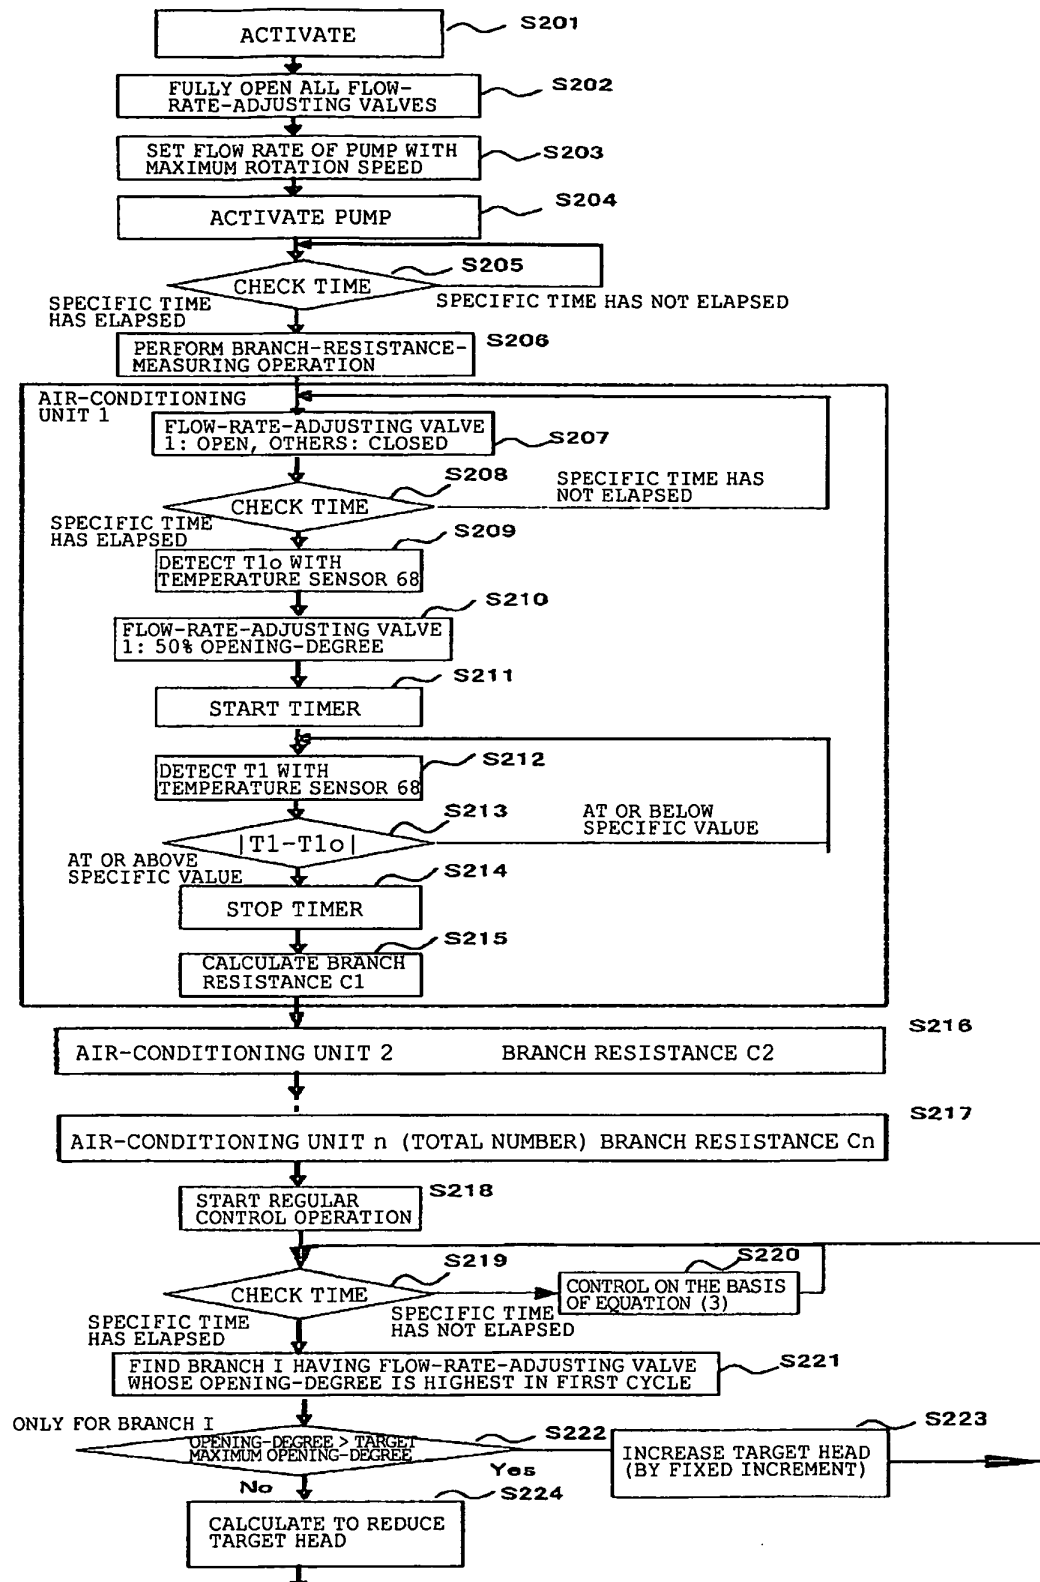 ACTIVATE
S201
FULLY OPEN ALL FLOW-
RATE-ADJUSTING VALVES
S202
SET FLOW RATE OF PUMP WITH
MAXIMUM ROTATION SPEED
S203
ACTIVATE PUMP
S204
CHECK TIME
S205
SPECIFIC TIME
HAS ELAPSED
SPECIFIC TIME HAS NOT ELAPSED
PERFORM BRANCH-RESISTANCE-
MEASURING OPERATION
S206
AIR-CONDITIONING
UNIT 1
FLOW-RATE-ADJUSTING VALVE
1: OPEN, OTHERS: CLOSED
S207
CHECK TIME
S208
SPECIFIC TIME HAS
NOT ELAPSED
SPECIFIC TIME
HAS ELAPSED
DETECT T1o WITH
TEMPERATURE SENSOR 68
S209
FLOW-RATE-ADJUSTING VALVE
1: 50% OPENING-DEGREE
S210
START TIMER
S211
DETECT T1 WITH
TEMPERATURE SENSOR 68
S212
|T1-T1o|
S213
AT OR BELOW
SPECIFIC VALUE
AT OR ABOVE
SPECIFIC VALUE
STOP TIMER
S214
CALCULATE BRANCH
RESISTANCE C1
S215
AIR-CONDITIONING UNIT 2 BRANCH RESISTANCE C2
S216
AIR-CONDITIONING UNIT n (TOTAL NUMBER) BRANCH RESISTANCE Cn
S217
START REGULAR
CONTROL OPERATION
S218
CHECK TIME
S219
CONTROL ON THE BASIS
OF EQUATION (3)
S220
SPECIFIC TIME
HAS NOT ELAPSED
SPECIFIC TIME
HAS ELAPSED
FIND BRANCH I HAVING FLOW-RATE-ADJUSTING VALVE
WHOSE OPENING-DEGREE IS HIGHEST IN FIRST CYCLE
S221
ONLY FOR BRANCH I
OPENING-DEGREE > TARGET
MAXIMUM OPENING-DEGREE
S222
Yes
INCREASE TARGET HEAD
(BY FIXED INCREMENT)
S223
No
CALCULATE TO REDUCE
TARGET HEAD
S224